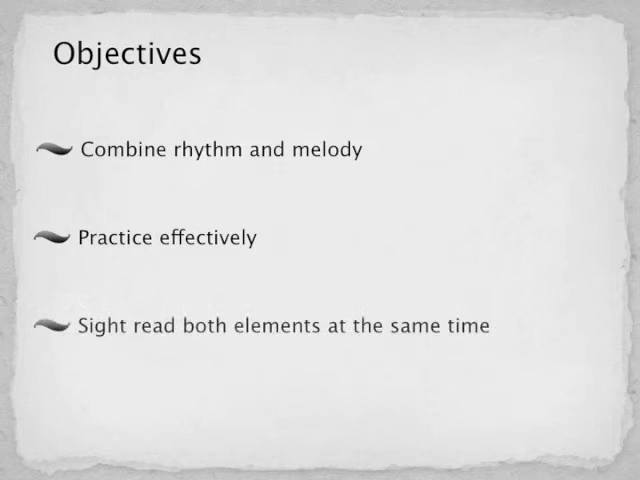 Objectives
Combine rhythm and melody
Practice effectively
Sight read both elements at the same time